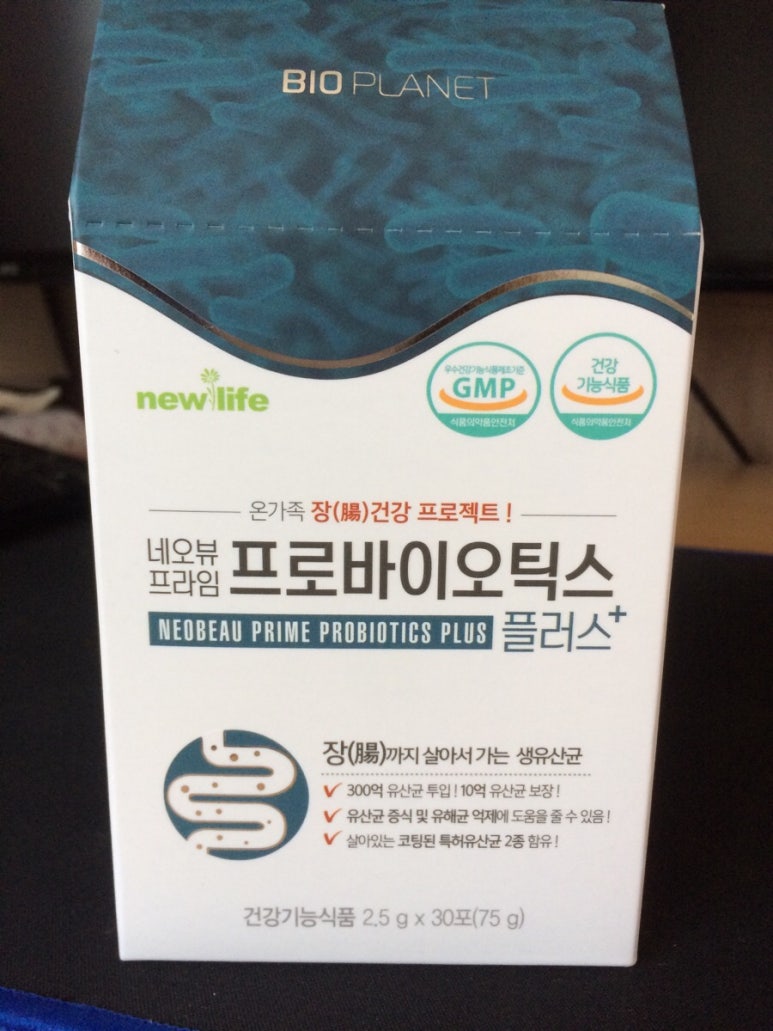 BIO PLANET
new life
우수건강기능식품제조기준
GMP
식품의약품안전처
건강
기능식품
식품의약품안전처
온가족 장(腸)건강 프로젝트!
네오뷰
프라임
프로바이오틱스
NEOBEAU PRIME PROBIOTICS PLUS
플러스+
장(腸)까지 살아서 가는 생유산균
300억 유산균 투입! 10억 유산균 보장!
유산균 증식 및 유해균 억제에 도움을 줄 수 있음!
살아있는 코팅된 특허유산균 2종 함유!
건강기능식품 2.5 g x 30포(75 g)